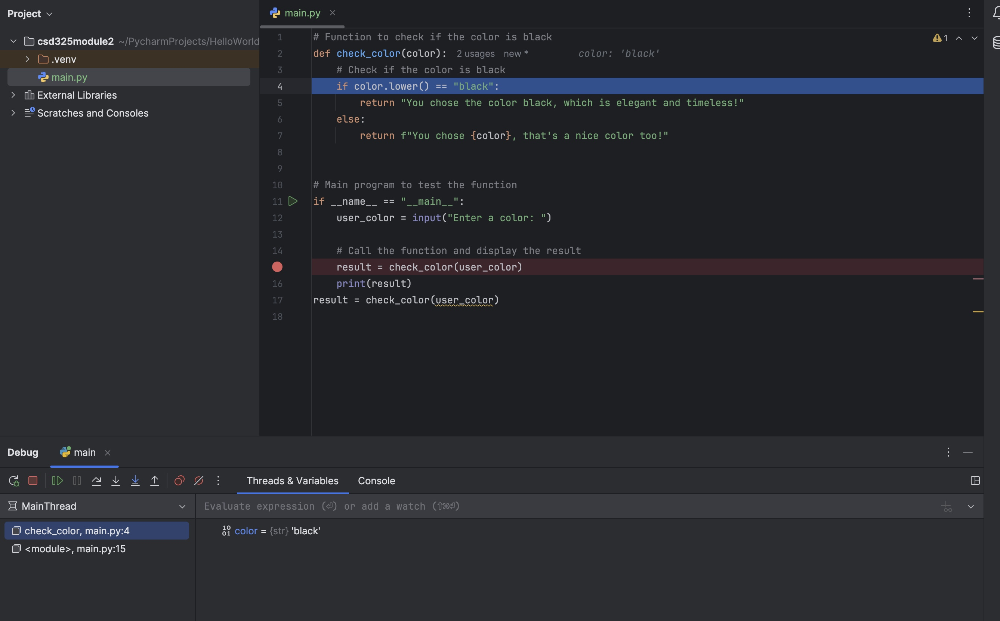 Project
csd325module2 ~/PycharmProjects/HelloWorld
.venv
main.py
External Libraries
Scratches and Consoles
main.py
1 # Function to check if the color is black
2 def check_color(color): 2 usages new * color: 'black'
3 # Check if the color is black
4 if color.lower() == "black":
5 return "You chose the color black, which is elegant and timeless!"
6 else:
7 return f"You chose {color}, that's a nice color too!"
8
9
10 # Main program to test the function
11 if __name__ == "__main__":
12 user_color = input("Enter a color: ")
13
14 # Call the function and display the result
result = check_color(user_color)
16 print(result)
17 result = check_color(user_color)
18
1
Debug
main
Threads & Variables
Console
MainThread
Evaluate expression (⏎) or add a watch (⇧⌘⏎)
check_color, main.py:4
<module>, main.py:15
10
01
color = {str} 'black'